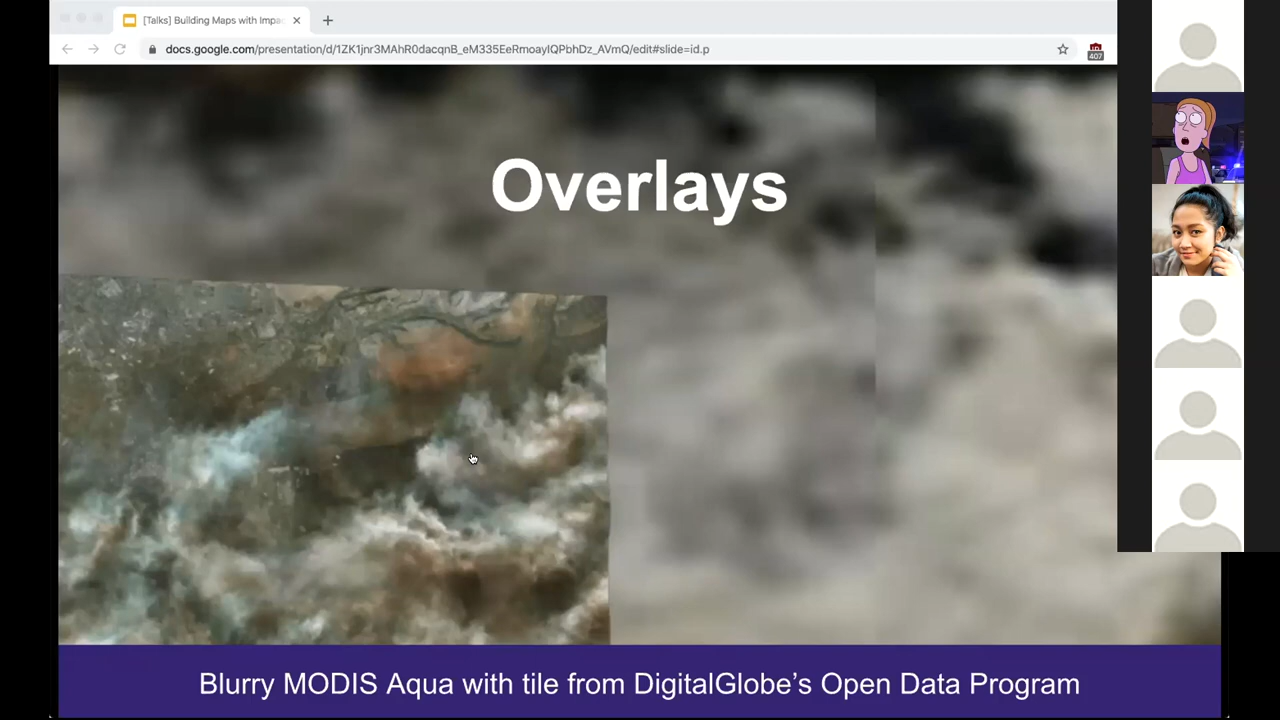 [Talks] Building Maps with Impa
docs.google.com/presentation/d/1ZK1jnr3MAhR0dacqnB_eM335EeRmoayIQPbhDz_AVmQ/edit#slide=id.p
407
Overlays
Blurry MODIS Aqua with tile from DigitalGlobe's Open Data Program